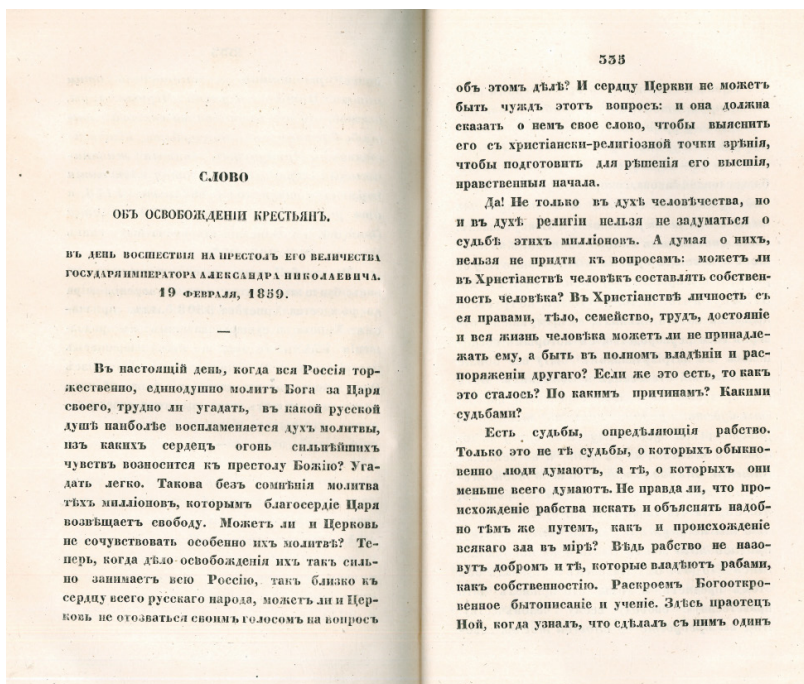 СЛОВО
ОБЪ ОСВОБОЖДЕНІИ КРЕСТЬЯНЪ.
ВЪ ДЕНЬ ВОСШЕСТВІЯ НА ПРЕСТОЛЪ ЕГО ВЕЛИЧЕСТВА
ГОСУДАРЯ ИМПЕРАТОРА АЛЕКСАНДРА НИКОЛАЕВИЧА.
19 ФЕВРАЛЯ, 1859.
—
Въ настоящій день, когда вся Россія тор-
жественно, единодушно молитъ Бога за Царя
своего, трудно ли угадать, въ какой русской
душѣ наиболѣе воспламеняется духъ молитвы,
изъ какихъ сердецъ огонь сильнѣйшихъ
чувствъ возносится къ престолу Божію? Уга-
дать легко. Такова безъ сомнѣнія молитва
тѣхъ милліоновъ, которымъ благосердіе Царя
возвѣщаетъ свободу. Можетъ ли и Церковь
не сочувствовать особенно ихъ молитвѣ? Те-
перь, когда дѣло освобожденія ихъ такъ силь-
но занимаетъ всю Россію, такъ близко къ
сердцу всего русскаго народа, можетъ ли и Цер-
ковь не отозваться своимъ голосомъ на вопросъ
335
объ этомъ дѣлѣ? И сердцу Церкви не можетъ
быть чуждъ этотъ вопросъ: и она должна
сказать о немъ свое слово, чтобы выяснить
его съ христіански-религіозной точки зрѣнія,
чтобы подготовить для рѣшенія его высшія,
нравственныя начала.
Да! Не только въ духѣ человѣчества, но
и въ духѣ религіи нельзя не задуматься о
судьбѣ этихъ милліоновъ. А думая о нихъ,
нельзя не придти къ вопросамъ: можетъ ли
въ Христіанствѣ человѣкъ составлять собствен-
ность человѣка? Въ Христіанствѣ личность съ
ея правами, тѣло, семейство, трудъ, достояніе
и вся жизнь человѣка можетъ ли не принадле-
жать ему, а быть въ полномъ владѣніи и рас-
поряженіи другаго? Если же это есть, то какъ
это сталось? По какимъ причинамъ? Какими
судьбами?
Есть судьбы, опредѣляющія рабство.
Только это не тѣ судьбы, о которыхъ обыкно-
венно люди думаютъ, а тѣ, о которыхъ они
меньше всего думаютъ. Не правда ли, что про-
исхожденіе рабства искать и объяснять надоб-
но тѣмъ же путемъ, какъ и происхожденіе
всякаго зла въ мірѣ? Вѣдь рабство не назо-
вутъ добромъ и тѣ, которые владѣютъ рабами,
какъ собственностію. Раскроемъ Богооткро-
венное бытописаніе и ученіе. Здѣсь праотецъ
Ной, когда узналъ, что сдѣлалъ съ нимъ одинъ